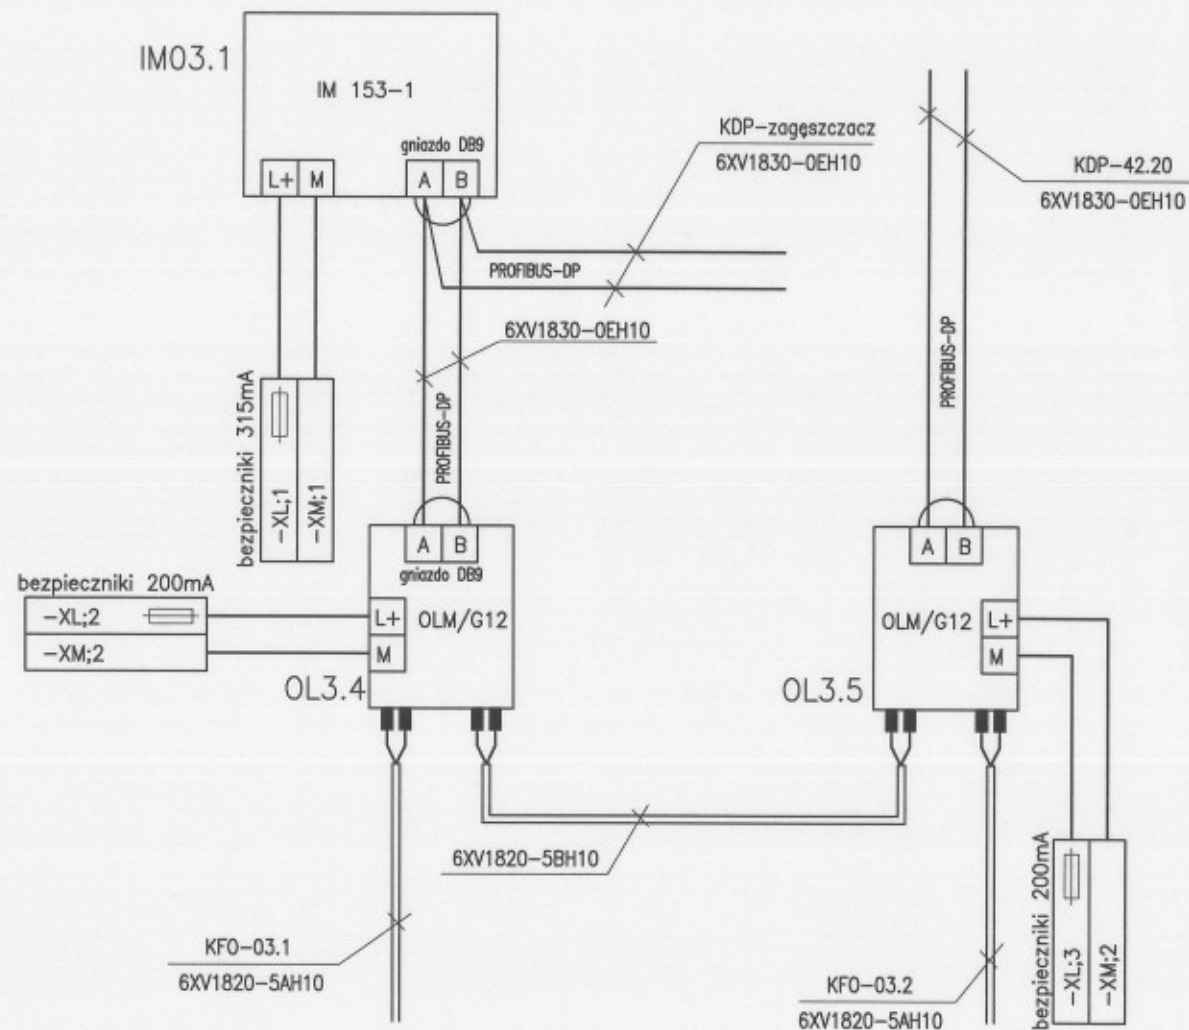 IM03.1
IM 153-1
gniazdo DB9
L+ M
A B
KDP-zagęszczacz
6XV1830-0EH10
KDP-42.20
6XV1830-0EH10
PROFIBUS-DP
6XV1830-0EH10
PROFIBUS-DP
PROFIBUS-DP
bezpieczniki 315mA
-XL;1
-XM;1
bezpieczniki 200mA
-XL;2
-XM;2
A B
gniazdo DB9
L+
M
OLM/G12
OL3.4
A B
OLM/G12
L+
M
OL3.5
6XV1820-5BH10
KFO-03.1
6XV1820-5AH10
KFO-03.2
6XV1820-5AH10
bezpieczniki 200mA
-XL;3
-XM;2